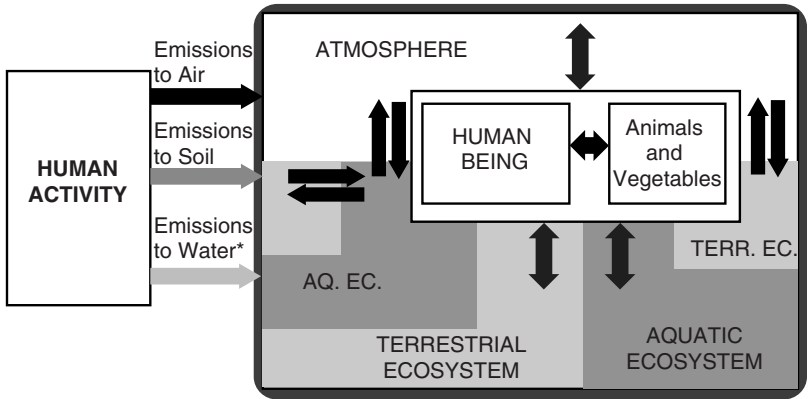 HUMAN
ACTIVITY
Emissions
to Air
Emissions
to Soil
Emissions
to Water*
ATMOSPHERE
HUMAN
BEING
Animals
and
Vegetables
TERR. EC.
AQ. EC.
TERRESTRIAL
ECOSYSTEM
AQUATIC
ECOSYSTEM